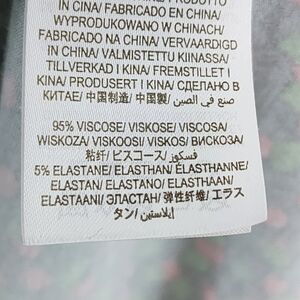 IN CINA/ FABRICADO EN CHINA/
WYPRODUKOWANO W CHINACH/
FABRICADO NA CHINA/ VERVAARDIGD
IN CHINA/ VALMISTETTU KIINASSA/
TILLVERKAD I KINA/ FREMSTILLET I
KINA/ PRODUSERT I KINA/ СДЕЛАНО В
КИТАЕ/ 中国制造/ 中国製/ صنع في الصين
95% VISCOSE/ VISKOSE/ VISCOSA/
WISKOZA/ VISKOOSI/ VISKOS/ ВИСКОЗА/
粘纤/ ビスコース/ فسكوز
5% ELASTANE/ ELASTHAN/ ELASTHANNE/
ELASTAN/ ELASTANO/ ELASTHAAN/
ELASTAANI/ ЭЛАСТАН/ 弹性纤维/ エラス
タン/ إيلاستين